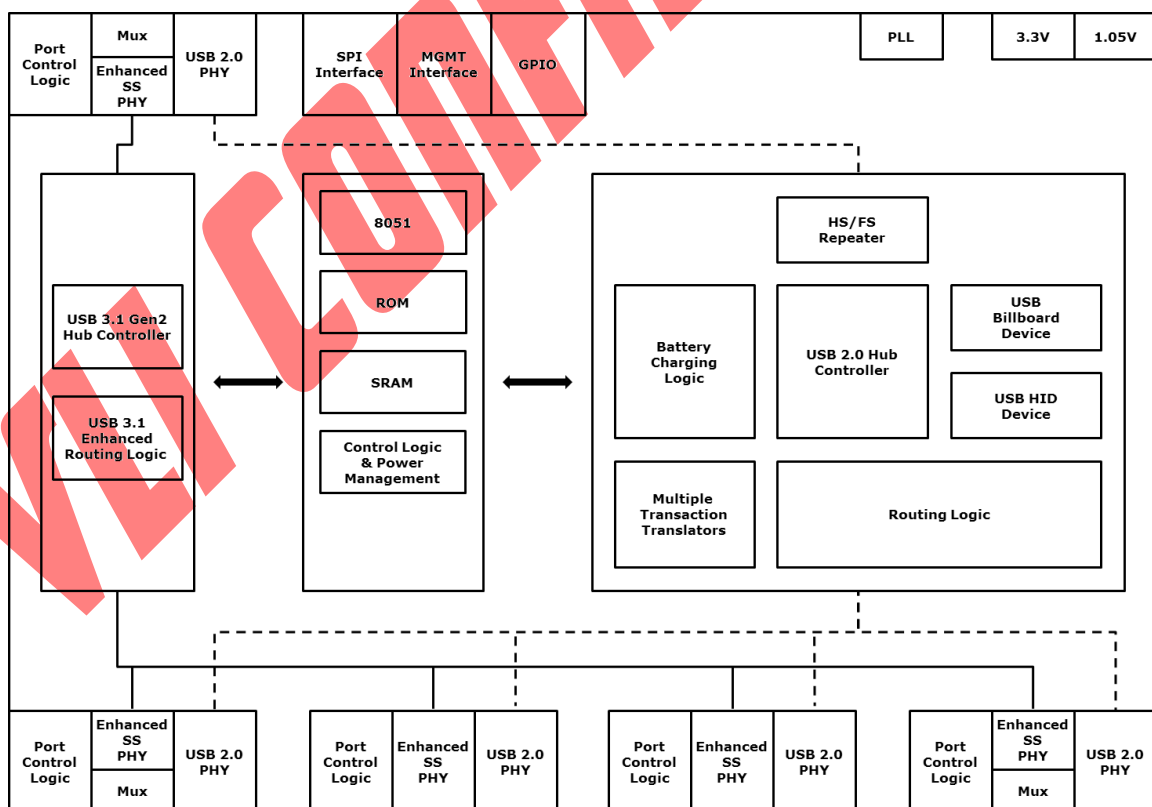 Port
Control
Logic
Mux
Enhanced
SS
PHY
USB 2.0
PHY
SPI
Interface
MGMT
Interface
GPIO
PLL
3.3V
1.05V
8051
ROM
SRAM
Control Logic
& Power
Management
USB 3.1 Gen2
Hub Controller
USB 3.1
Enhanced
Routing Logic
HS/FS
Repeater
Battery
Charging
Logic
USB 2.0 Hub
Controller
USB
Billboard
Device
USB HID
Device
Multiple
Transaction
Translators
Routing Logic
Port
Control
Logic
Enhanced
SS
PHY
Mux
USB 2.0
PHY
Port
Control
Logic
Enhanced
SS
PHY
USB 2.0
PHY
Port
Control
Logic
Enhanced
SS
PHY
USB 2.0
PHY
Port
Control
Logic
Enhanced
SS
PHY
Mux
USB 2.0
PHY